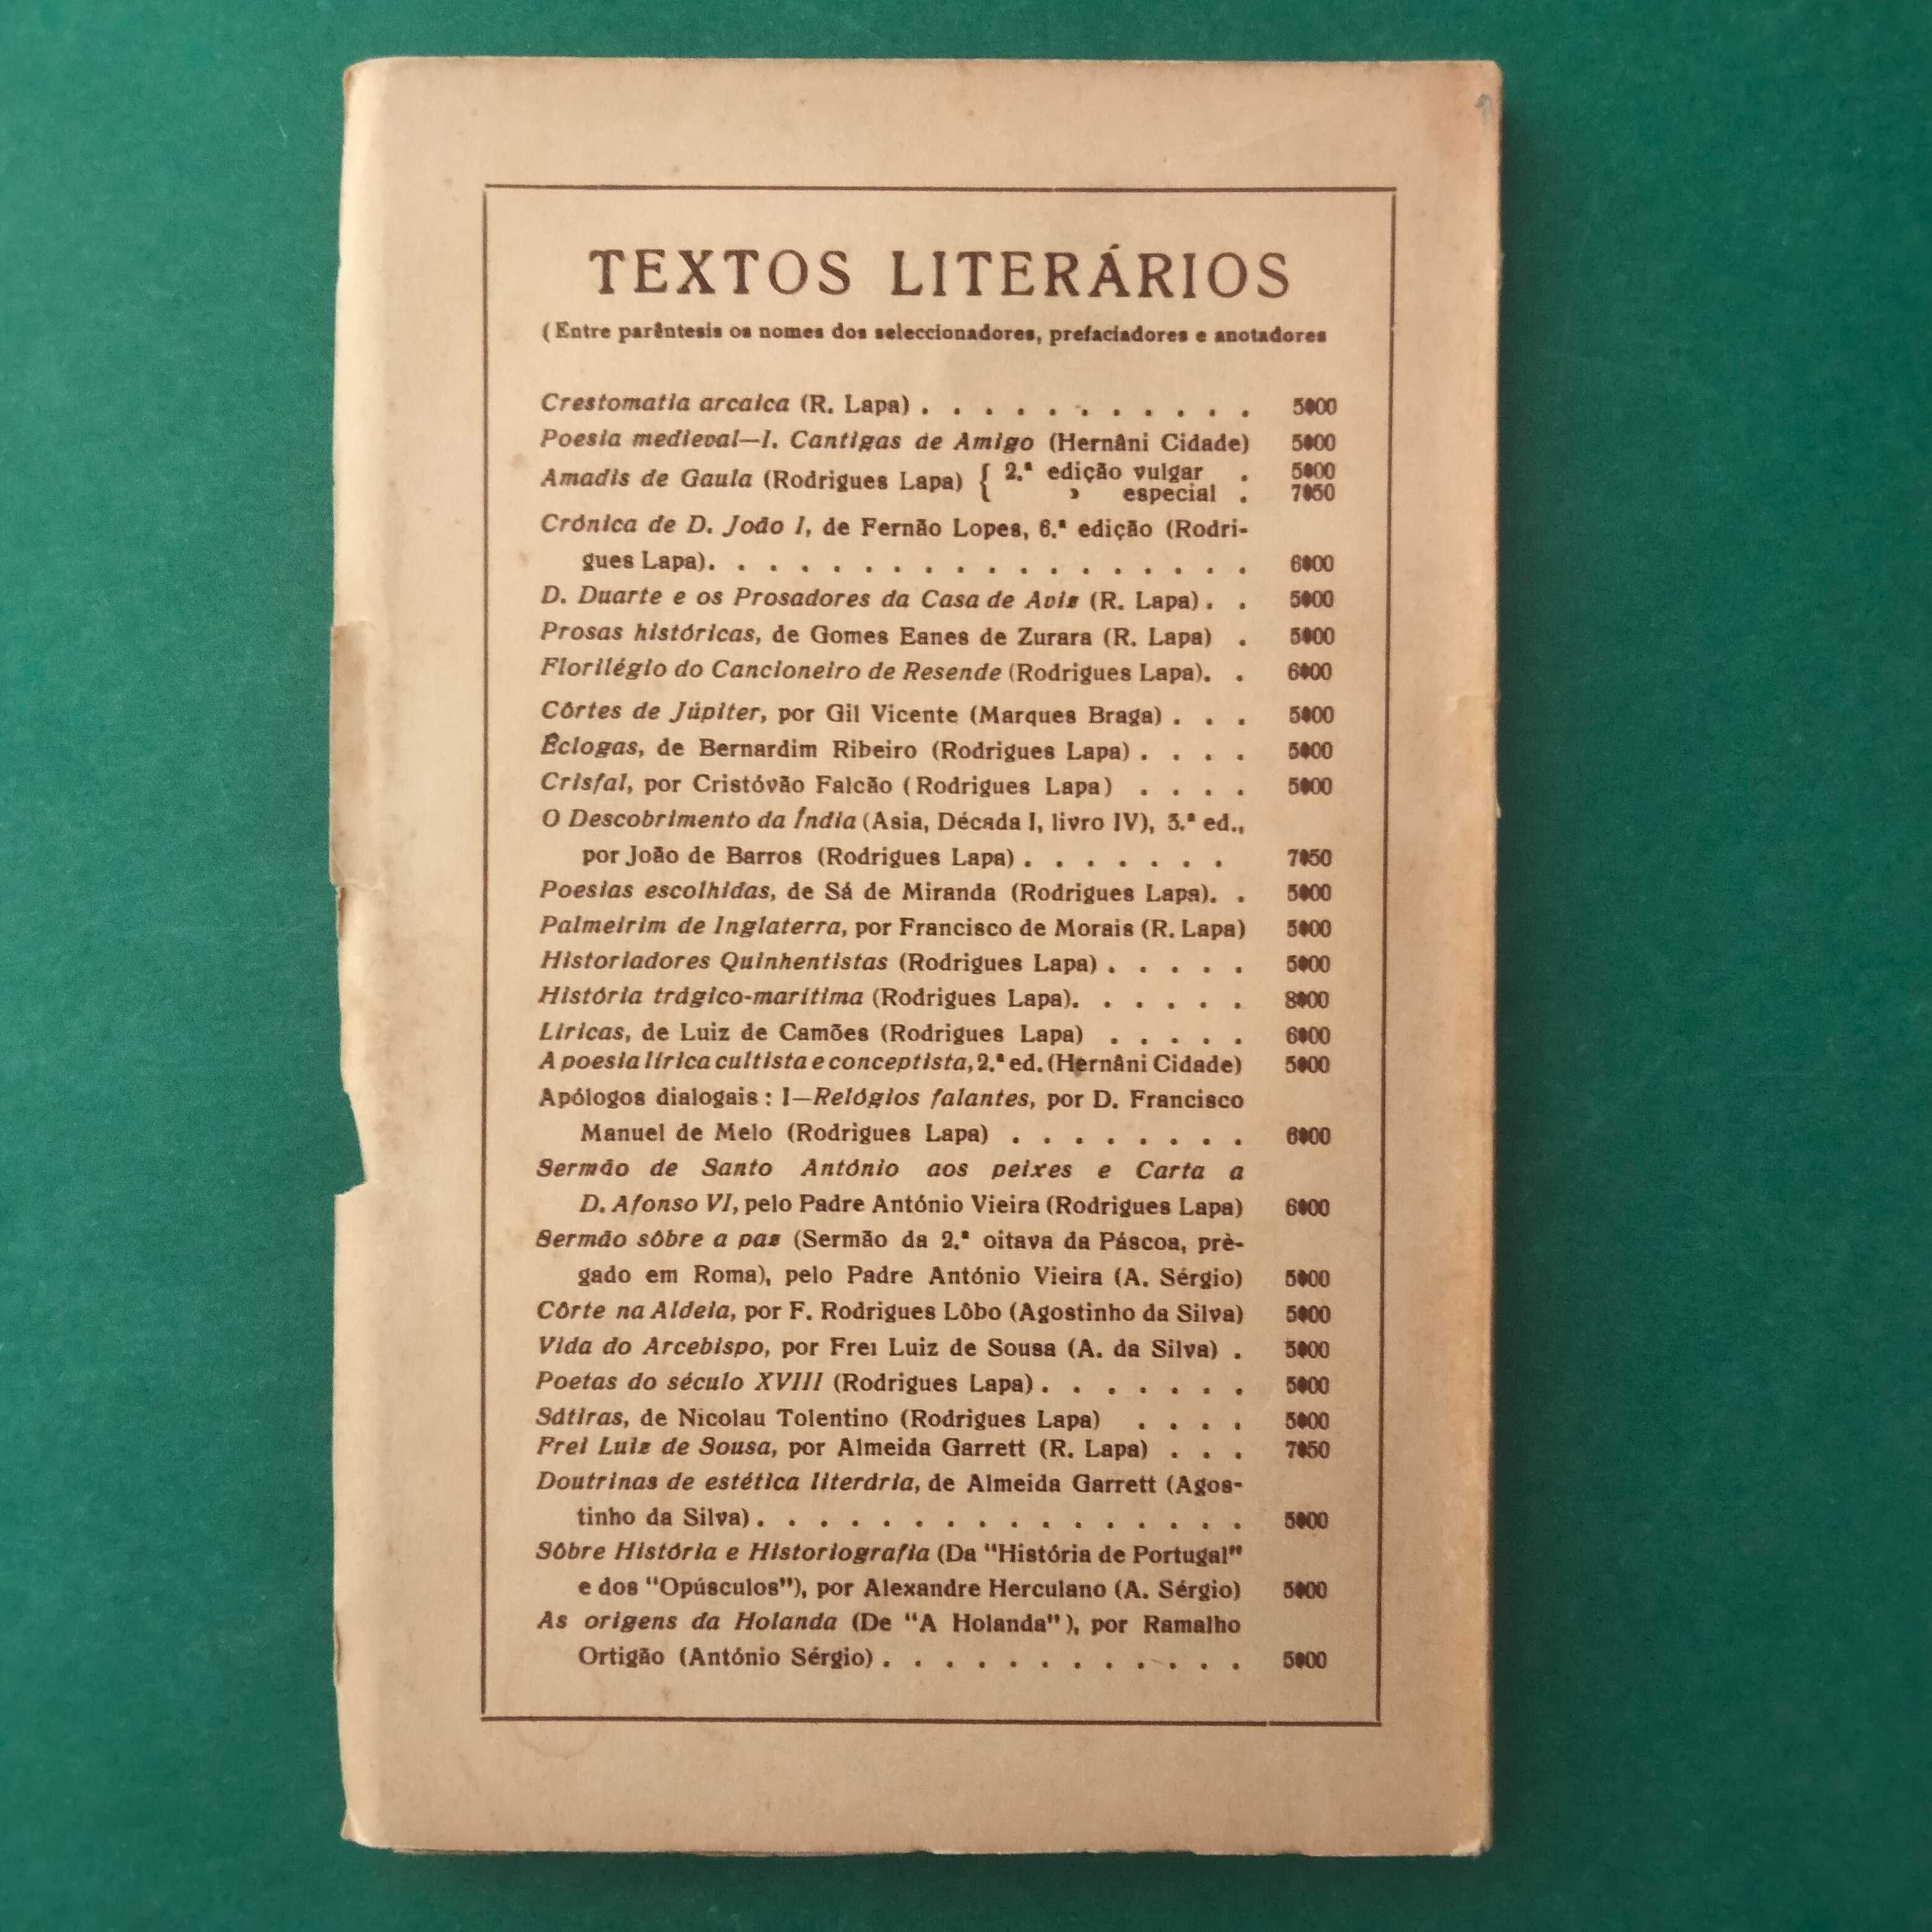 TEXTOS LITERÁRIOS
(Entre parêntesis os nomes dos seleccionadores, prefaciadores e anotadores
Crestomatia arcaica (R. Lapa) . . . . . . . . . . . 5$00
Poesia medieval—I. Cantigas de Amigo (Hernâni Cidade) 5$00
Amadis de Gaula (Rodrigues Lapa) { 2.ª edição vulgar . 5$00
» especial . 7$50
Crónica de D. João I, de Fernão Lopes, 6.ª edição (Rodri-
gues Lapa). . . . . . . . . . . . . . . . . . 6$00
D. Duarte e os Prosadores da Casa de Aviz (R. Lapa) . . 5$00
Prosas históricas, de Gomes Eanes de Zurara (R. Lapa) . 5$00
Florilégio do Cancioneiro de Resende (Rodrigues Lapa). . 6$00
Côrtes de Júpiter, por Gil Vicente (Marques Braga) . . . 5$00
Êclogas, de Bernardim Ribeiro (Rodrigues Lapa) . . . . 5$00
Crisfal, por Cristóvão Falcão (Rodrigues Lapa) . . . . 5$00
O Descobrimento da Índia (Asia, Década I, livro IV), 3.ª ed.,
por João de Barros (Rodrigues Lapa) . . . . . . . 7$50
Poesias escolhidas, de Sá de Miranda (Rodrigues Lapa). . 5$00
Palmeirim de Inglaterra, por Francisco de Morais (R. Lapa) 5$00
Historiadores Quinhentistas (Rodrigues Lapa) . . . . . 5$00
História trágico-marítima (Rodrigues Lapa). . . . . . 8$00
Líricas, de Luiz de Camões (Rodrigues Lapa) . . . . . 6$00
A poesia lírica cultista e conceptista, 2.ª ed. (Hernâni Cidade) 5$00
Apólogos dialogais : I—Relógios falantes, por D. Francisco
Manuel de Melo (Rodrigues Lapa) . . . . . . . . 6$00
Sermão de Santo António aos peixes e Carta a
D. Afonso VI, pelo Padre António Vieira (Rodrigues Lapa) 6$00
Sermão sôbre a paz (Sermão da 2.ª oitava da Páscoa, prè-
gado em Roma), pelo Padre António Vieira (A. Sérgio) 5$00
Côrte na Aldeia, por F. Rodrigues Lôbo (Agostinho da Silva) 5$00
Vida do Arcebispo, por Frei Luiz de Sousa (A. da Silva) . 5$00
Poetas do século XVIII (Rodrigues Lapa) . . . . . . . 5$00
Sátiras, de Nicolau Tolentino (Rodrigues Lapa) . . . . 5$00
Frei Luiz de Sousa, por Almeida Garrett (R. Lapa) . . . 7$50
Doutrinas de estética literária, de Almeida Garrett (Agos-
tinho da Silva) . . . . . . . . . . . . . . . . 5$00
Sôbre História e Historiografia (Da "História de Portugal"
e dos "Opúsculos"), por Alexandre Herculano (A. Sérgio) 5$00
As origens da Holanda (De "A Holanda"), por Ramalho
Ortigão (António Sérgio) . . . . . . . . . . . . 5$00